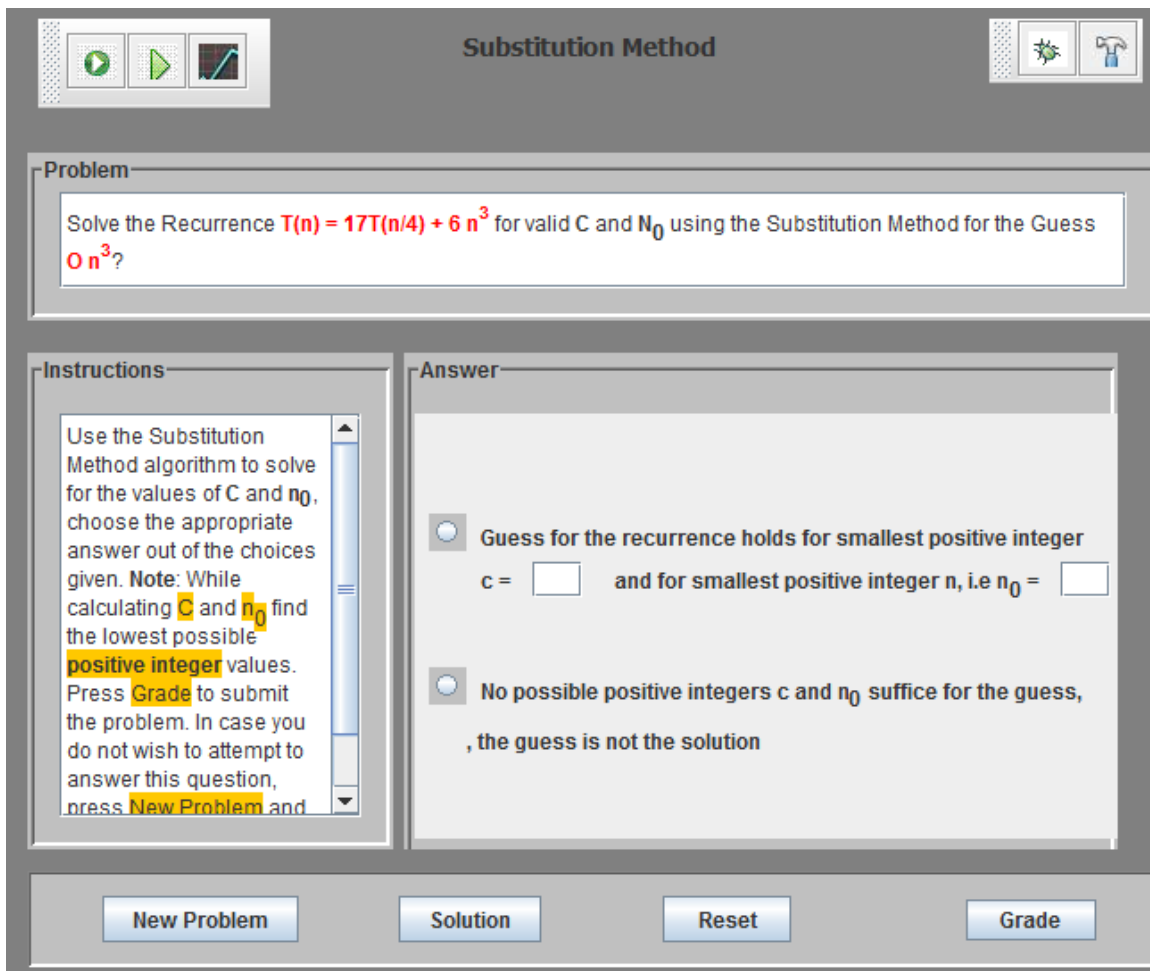 Substitution Method
Problem
Solve the Recurrence T(n) = 17T(n/4) + 6 n³ for valid C and N₀ using the Substitution Method for the Guess
O n³?
Instructions
Use the Substitution
Method algorithm to solve
for the values of C and n₀,
choose the appropriate
answer out of the choices
given. Note: While
calculating C and n₀ find
the lowest possible
positive integer values.
Press Grade to submit
the problem. In case you
do not wish to attempt to
answer this question,
press New Problem and
Answer
Guess for the recurrence holds for smallest positive integer
c = and for smallest positive integer n, i.e n₀ =
No possible positive integers c and n₀ suffice for the guess,
, the guess is not the solution
New Problem Solution Reset Grade